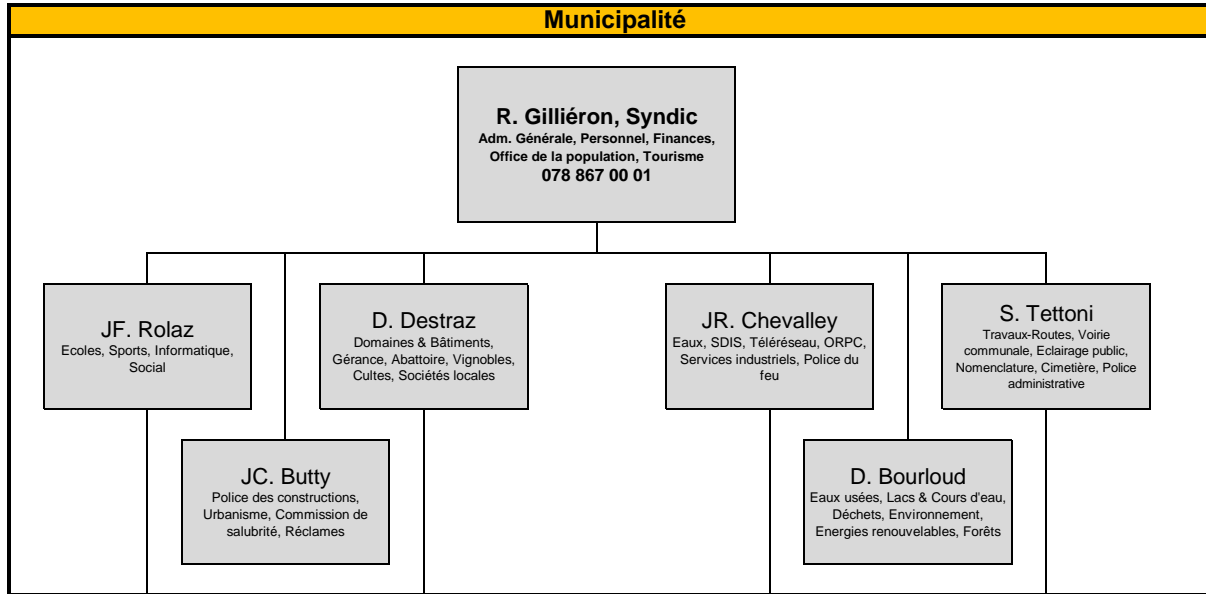 Municipalité
R. Gilliéron, Syndic
Adm. Générale, Personnel, Finances,
Office de la population, Tourisme
078 867 00 01
JF. Rolaz
Ecoles, Sports, Informatique,
Social
D. Destraz
Domaines & Bâtiments,
Gérance, Abattoire, Vignobles,
Cultes, Sociétés locales
JR. Chevalley
Eaux, SDIS, Téléréseau, ORPC,
Services industriels, Police du
feu
S. Tettoni
Travaux-Routes, Voirie
communale, Eclairage public,
Nomenclature, Cimetière, Police
administrative
JC. Butty
Police des constructions,
Urbanisme, Commission de
salubrité, Réclames
D. Bourloud
Eaux usées, Lacs & Cours d'eau,
Déchets, Environnement,
Energies renouvelables, Forêts